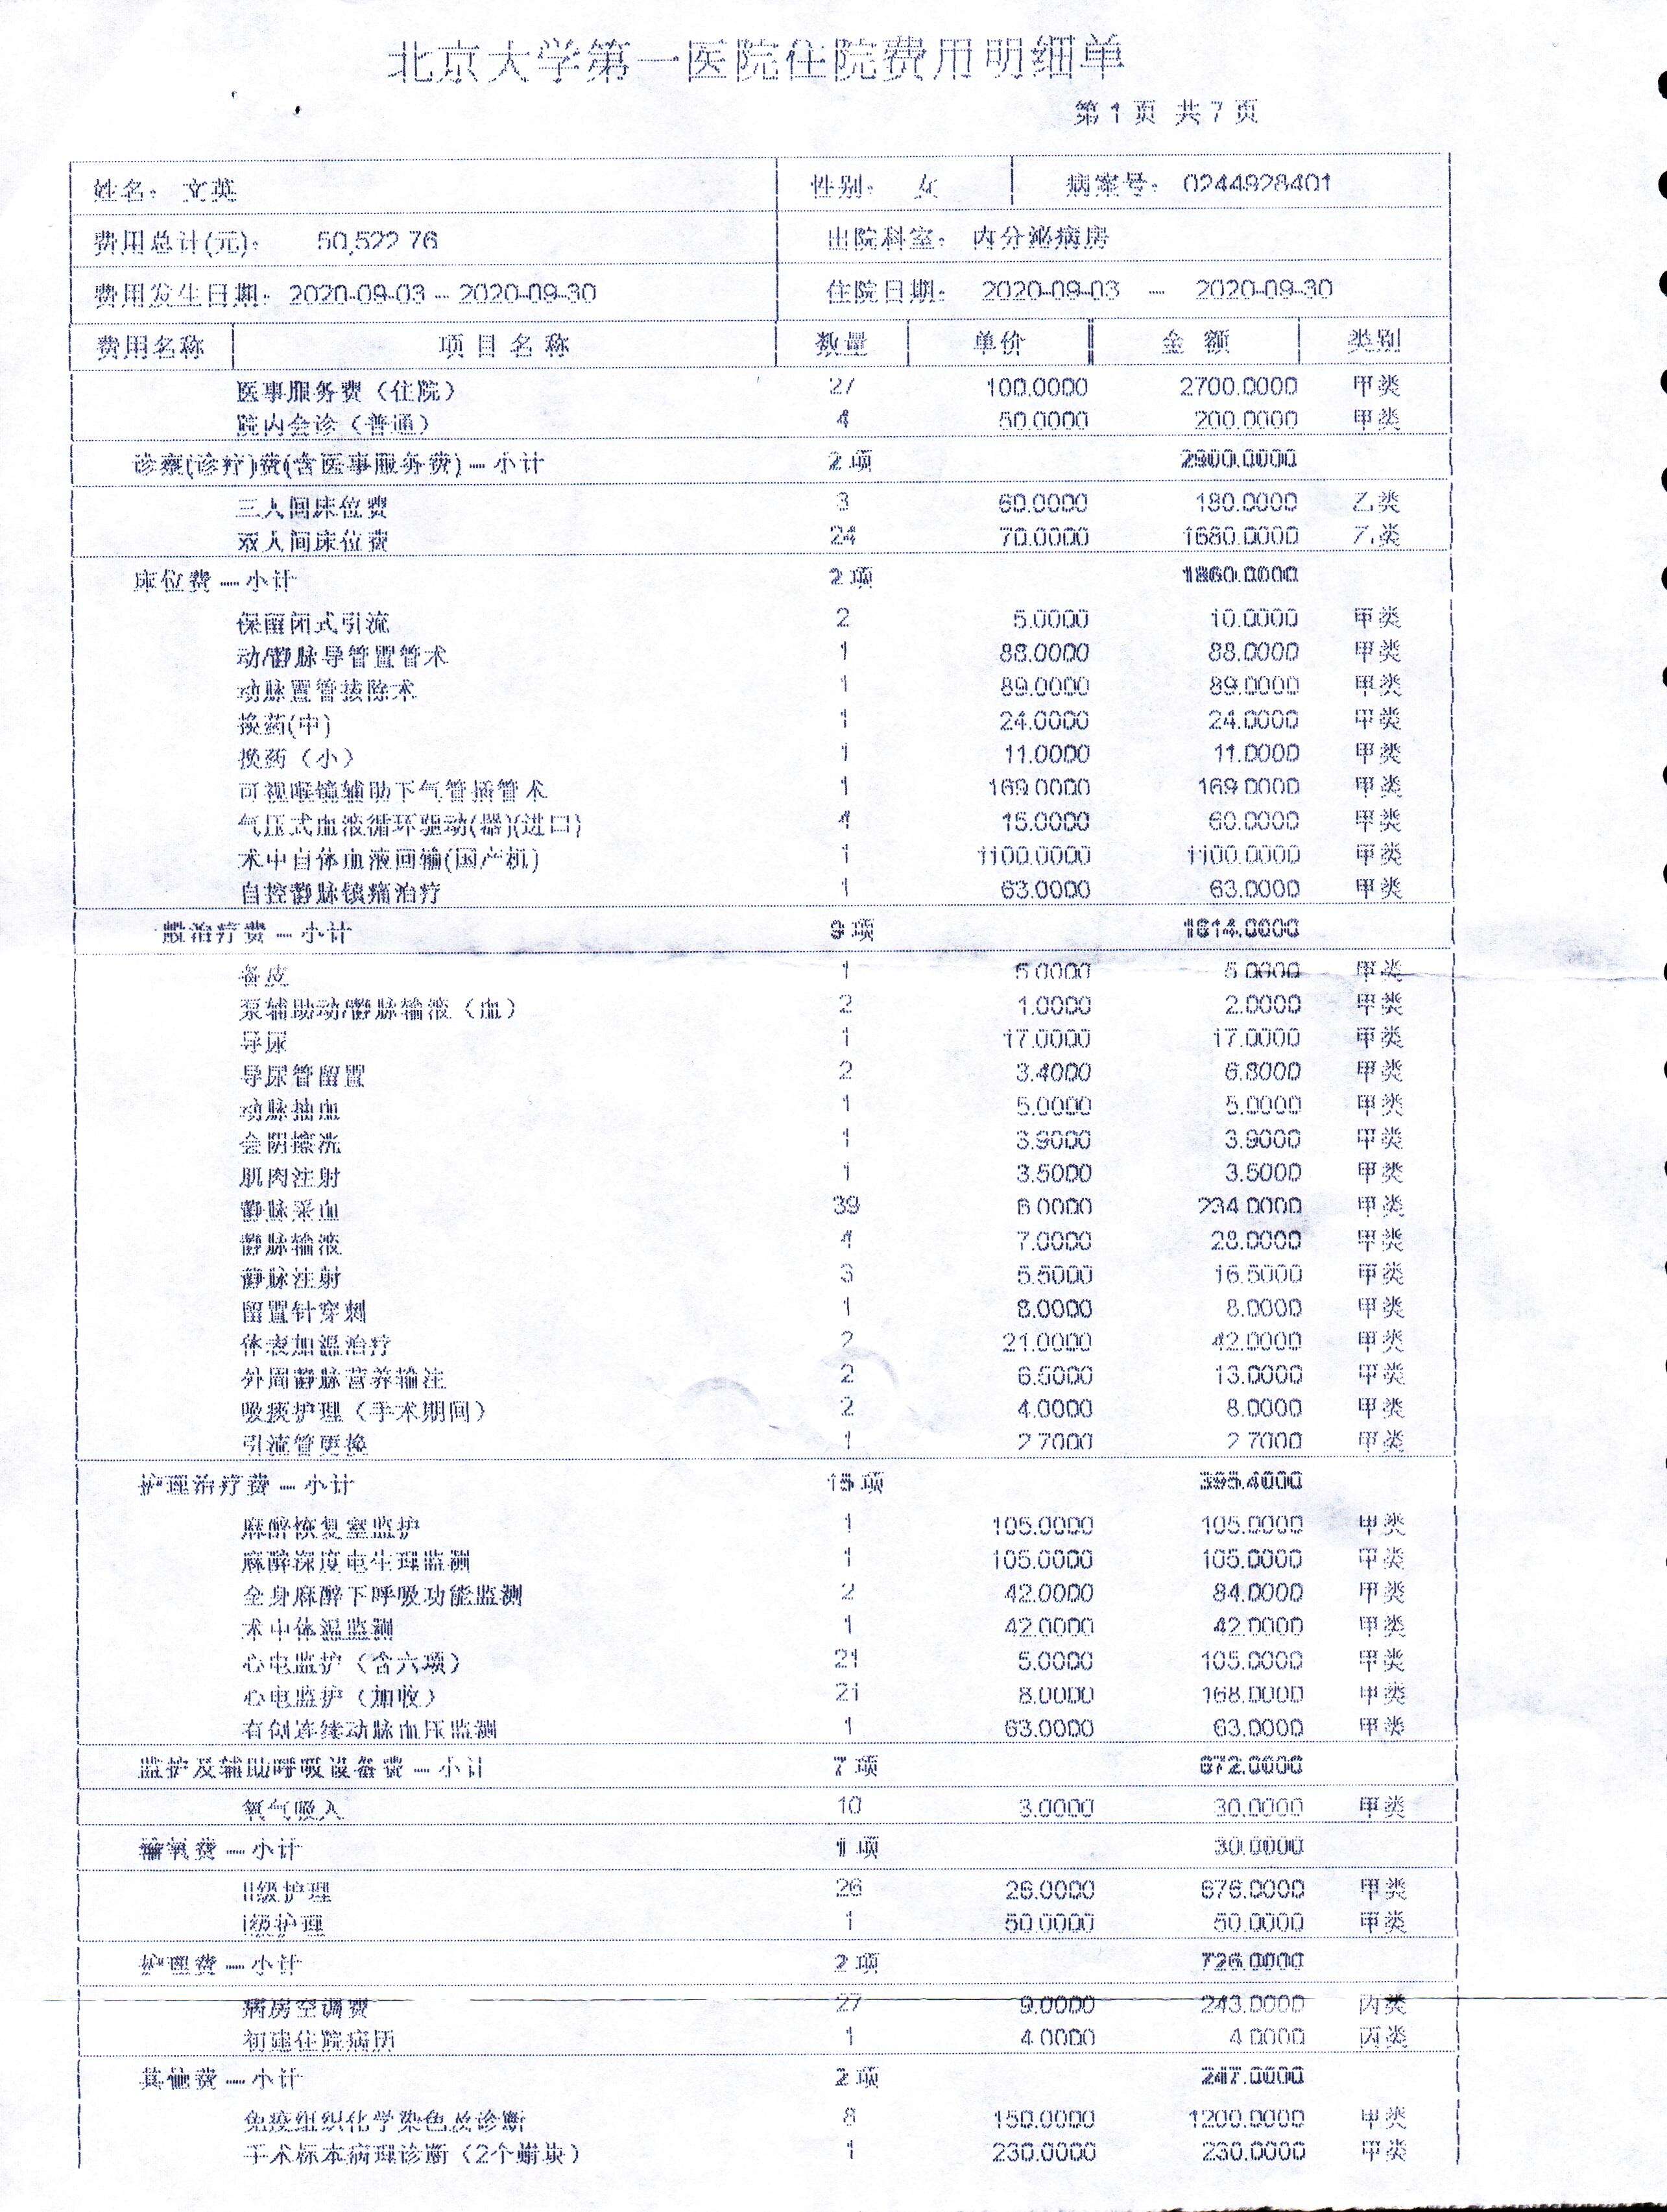 北京大学第一医院住院费用明细单
第 1 页 共 7 页
姓名： 文英 性别： 女 病案号： 0244928401
费用总计(元)： 50,522.76 出院科室： 内分泌病房
费用发生日期： 2020-09-03 -- 2020-09-30 住院日期： 2020-09-03 -- 2020-09-30
费用名称 项 目 名 称 数量 单价 金 额 类别
医事服务费（住院） 27 100.0000 2700.0000 甲类
院内会诊（普通） 4 50.0000 200.0000 甲类
诊察(诊疗)费(含医事服务费) -- 小计 2 项 2900.0000
三人间床位费 3 60.0000 180.0000 乙类
双人间床位费 24 70.0000 1680.0000 乙类
床位费 -- 小计 2 项 1860.0000
保留闭式引流 2 5.0000 10.0000 甲类
动/静脉导管置管术 1 88.0000 88.0000 甲类
动脉置管拔除术 1 89.0000 89.0000 甲类
换药(中) 1 24.0000 24.0000 甲类
换药（小） 1 11.0000 11.0000 甲类
可视喉镜辅助下气管插管术 1 169.0000 169.0000 甲类
气压式血液循环驱动(器)(进口) 4 15.0000 60.0000 甲类
术中自体血液回输(国产机) 1 1100.0000 1100.0000 甲类
自控静脉镇痛治疗 1 63.0000 63.0000 甲类
一般治疗费 -- 小计 9 项 1614.0000
备皮 1 5.0000 5.0000 甲类
泵辅助动/静脉输液（血） 2 1.0000 2.0000 甲类
导尿 1 17.0000 17.0000 甲类
导尿管留置 2 3.4000 6.8000 甲类
动脉抽血 1 5.0000 5.0000 甲类
会阴擦洗 1 3.9000 3.9000 甲类
肌肉注射 1 3.5000 3.5000 甲类
静脉采血 39 6.0000 234.0000 甲类
静脉输液 4 7.0000 28.0000 甲类
静脉注射 3 5.5000 16.5000 甲类
留置针穿刺 1 8.0000 8.0000 甲类
体表加温治疗 2 21.0000 42.0000 甲类
外周静脉营养输注 2 6.5000 13.0000 甲类
吸痰护理（手术期间） 2 4.0000 8.0000 甲类
引流管更换 1 2.7000 2.7000 甲类
护理治疗费 -- 小计 15 项 395.4000
麻醉恢复室监护 1 105.0000 105.0000 甲类
麻醉深度电生理监测 1 105.0000 105.0000 甲类
全身麻醉下呼吸功能监测 2 42.0000 84.0000 甲类
术中体温监测 1 42.0000 42.0000 甲类
心电监护（含六项） 21 5.0000 105.0000 甲类
心电监护（加收） 21 8.0000 168.0000 甲类
有创连续动脉血压监测 1 63.0000 63.0000 甲类
监护及辅助呼吸设备费 -- 小计 7 项 672.0000
氧气吸入 10 3.0000 30.0000 甲类
输氧费 -- 小计 1 项 30.0000
II级护理 26 26.0000 676.0000 甲类
I级护理 1 50.0000 50.0000 甲类
护理费 -- 小计 2 项 726.0000
病房空调费 27 9.0000 243.0000 丙类
初建住院病历 1 4.0000 4.0000 丙类
其他费 -- 小计 2 项 247.0000
免疫组织化学染色及诊断 8 150.0000 1200.0000 甲类
手术标本病理诊断（2个蜡块） 1 230.0000 230.0000 甲类